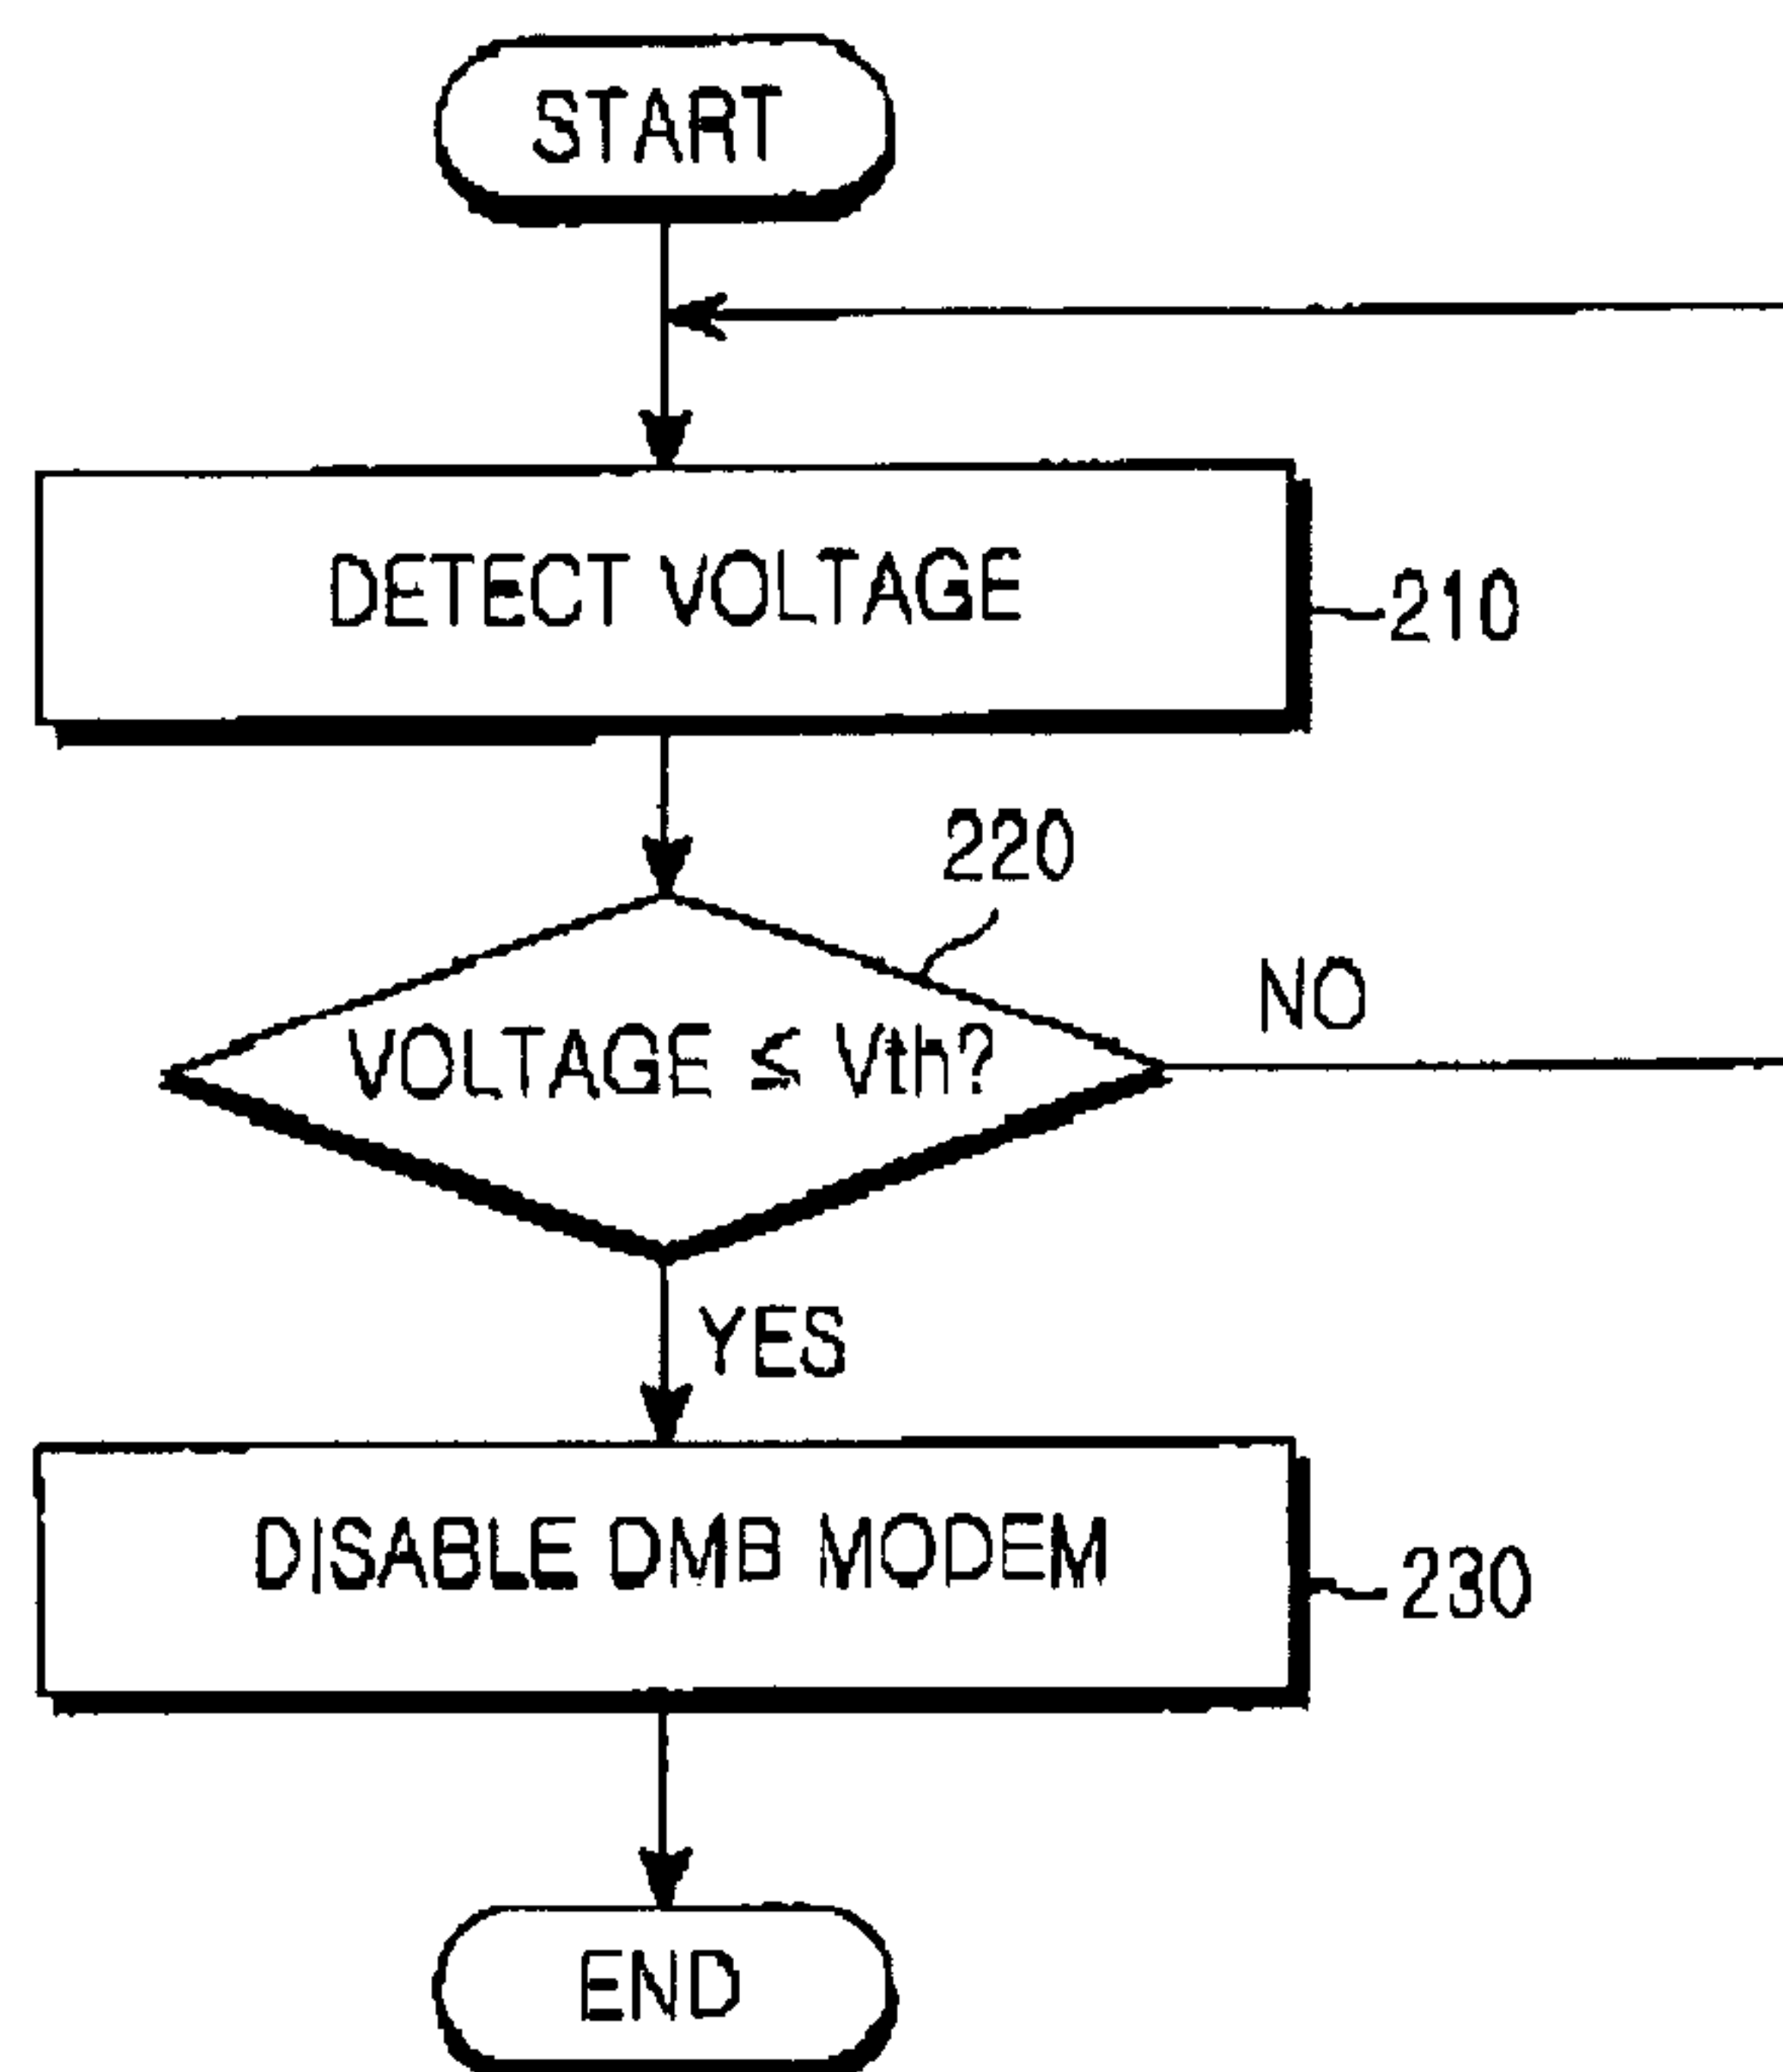 START
DETECT VOLTAGE
210
220
VOLTAGE ≦ Vth?
NO
YES
DISABLE DMB MODEM
230
END